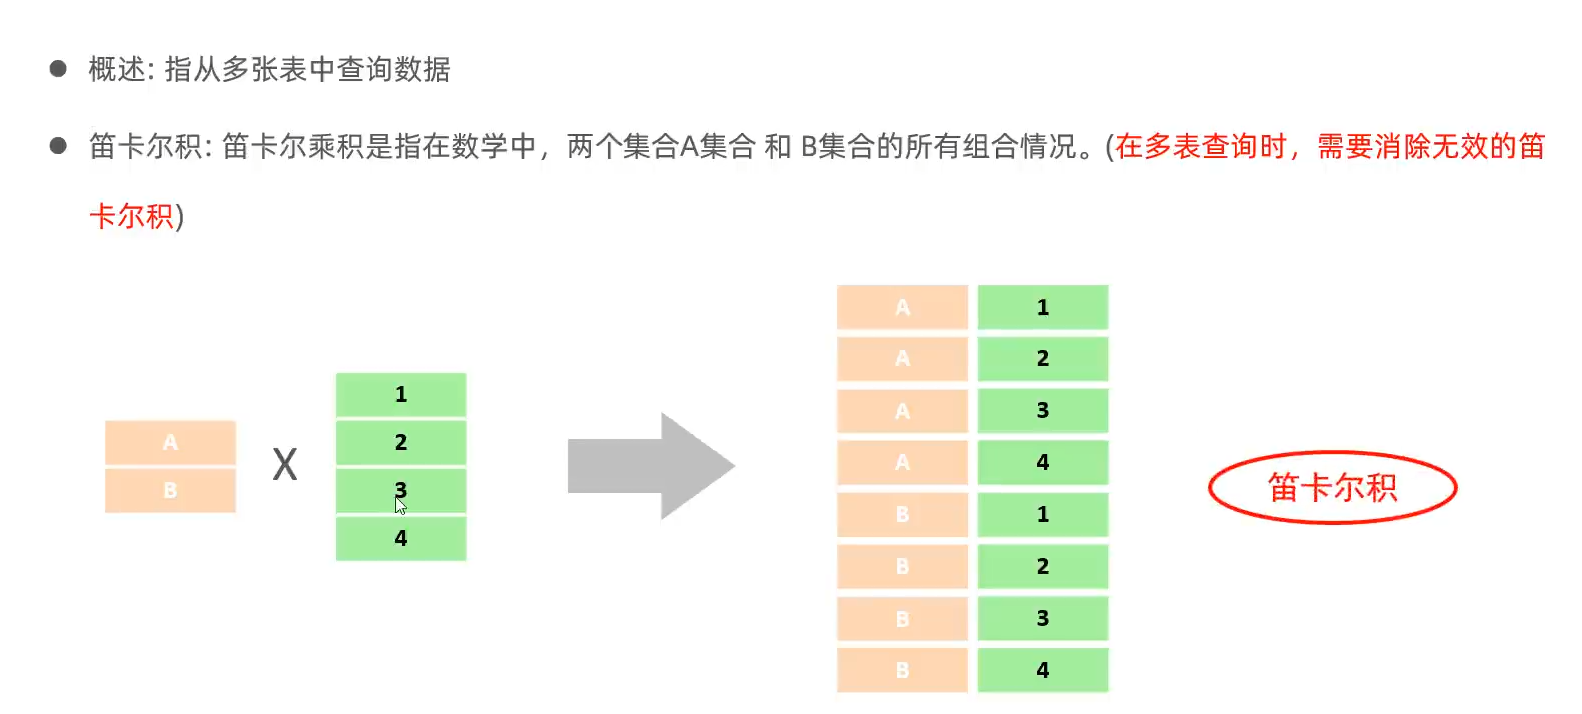 概述: 指从多张表中查询数据
笛卡尔积: 笛卡尔乘积是指在数学中，两个集合A集合 和 B集合的所有组合情况。(在多表查询时，需要消除无效的笛
卡尔积)
A
B
X
1
2
3
4
A 1
A 2
A 3
A 4
B 1
B 2
B 3
B 4
笛卡尔积